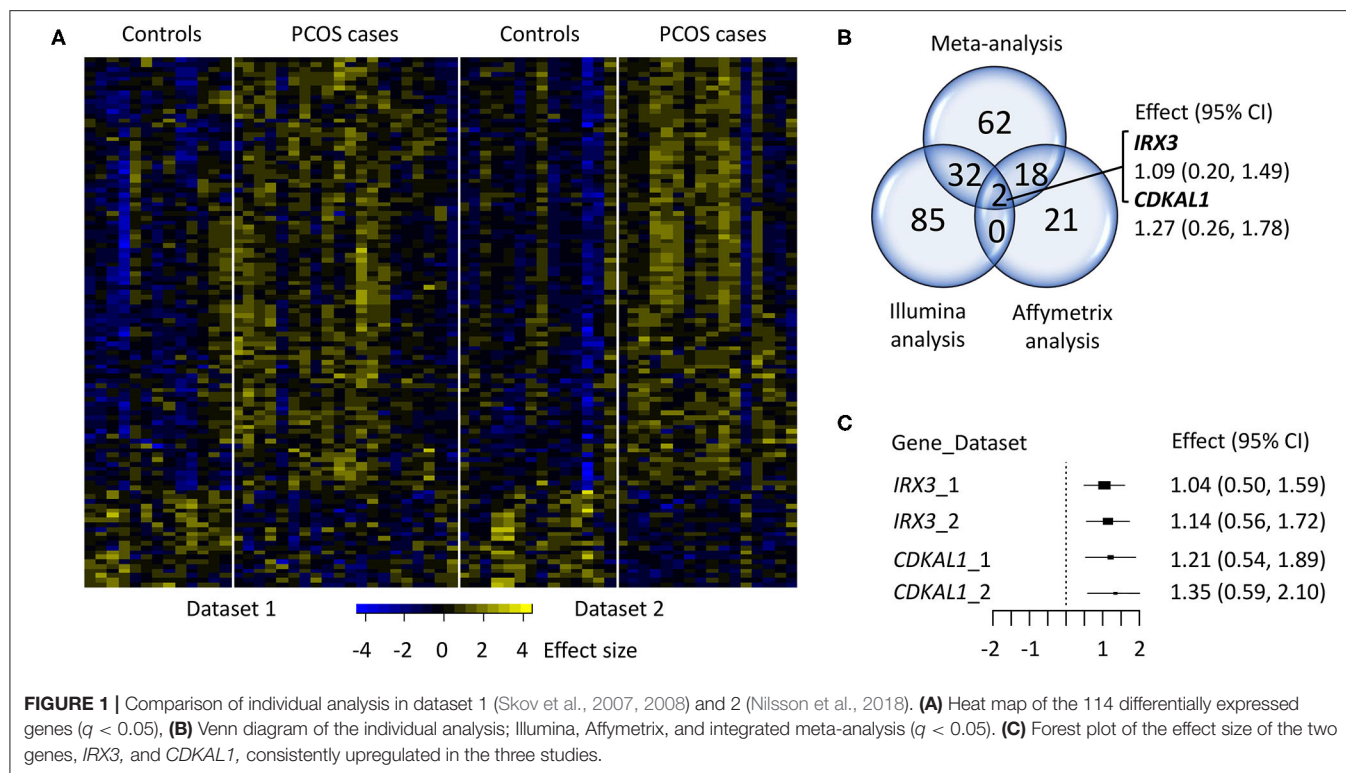 A
Controls PCOS cases Controls PCOS cases
Dataset 1 Dataset 2
-4 -2 0 2 4 Effect size
B
Meta-analysis
62
32 18
2
85 0 21
Illumina analysis
Affymetrix analysis
Effect (95% CI)
IRX3
1.09 (0.20, 1.49)
CDKAL1
1.27 (0.26, 1.78)
C
Gene_Dataset Effect (95% CI)
IRX3_1 1.04 (0.50, 1.59)
IRX3_2 1.14 (0.56, 1.72)
CDKAL1_1 1.21 (0.54, 1.89)
CDKAL1_2 1.35 (0.59, 2.10)
-2 -1 1 2
FIGURE 1 | Comparison of individual analysis in dataset 1 (Skov et al., 2007, 2008) and 2 (Nilsson et al., 2018). (A) Heat map of the 114 differentially expressed
genes (q < 0.05), (B) Venn diagram of the individual analysis; Illumina, Affymetrix, and integrated meta-analysis (q < 0.05). (C) Forest plot of the effect size of the two
genes, IRX3, and CDKAL1, consistently upregulated in the three studies.